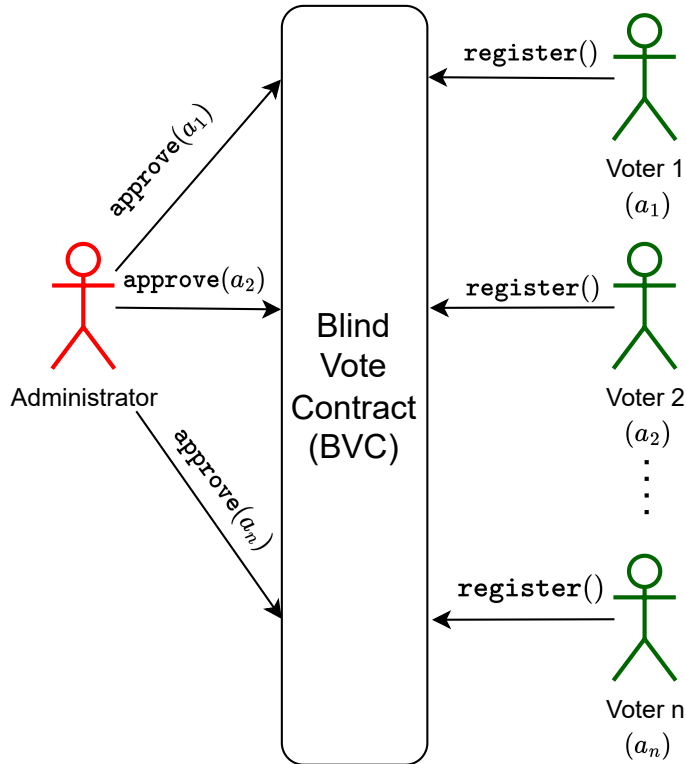 register()
Voter 1
(a₁)
approve(a₁)
Administrator
approve(a₂)
approve(aₙ)
Blind
Vote
Contract
(BVC)
register()
Voter 2
(a₂)
register()
Voter n
(aₙ)